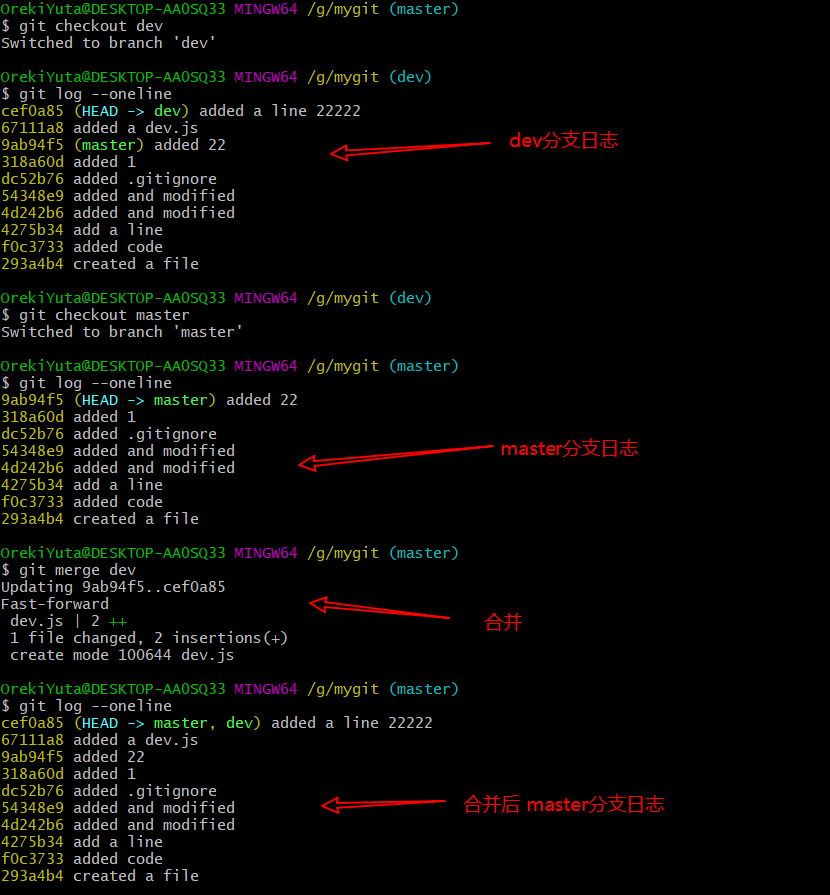 OrekiYuta@DESKTOP-AA0SQ33 MINGW64 /g/mygit (master)
$ git checkout dev
Switched to branch 'dev'
OrekiYuta@DESKTOP-AA0SQ33 MINGW64 /g/mygit (dev)
$ git log --oneline
cef0a85 (HEAD -> dev) added a line 22222
67111a8 added a dev.js
dev分支日志
9ab94f5 (master) added 22
318a60d added 1
dc52b76 added .gitignore
54348e9 added and modified
4d242b6 added and modified
4275b34 add a line
f0c3733 added code
293a4b4 created a file
OrekiYuta@DESKTOP-AA0SQ33 MINGW64 /g/mygit (dev)
$ git checkout master
Switched to branch 'master'
OrekiYuta@DESKTOP-AA0SQ33 MINGW64 /g/mygit (master)
$ git log --oneline
9ab94f5 (HEAD -> master) added 22
318a60d added 1
dc52b76 added .gitignore
54348e9 added and modified
master分支日志
4d242b6 added and modified
4275b34 add a line
f0c3733 added code
293a4b4 created a file
OrekiYuta@DESKTOP-AA0SQ33 MINGW64 /g/mygit (master)
$ git merge dev
Updating 9ab94f5..cef0a85
Fast-forward
dev.js | 2 ++
合并
1 file changed, 2 insertions(+)
create mode 100644 dev.js
OrekiYuta@DESKTOP-AA0SQ33 MINGW64 /g/mygit (master)
$ git log --oneline
cef0a85 (HEAD -> master, dev) added a line 22222
67111a8 added a dev.js
9ab94f5 added 22
318a60d added 1
dc52b76 added .gitignore
54348e9 added and modified
合并后 master分支日志
4d242b6 added and modified
4275b34 add a line
f0c3733 added code
293a4b4 created a file